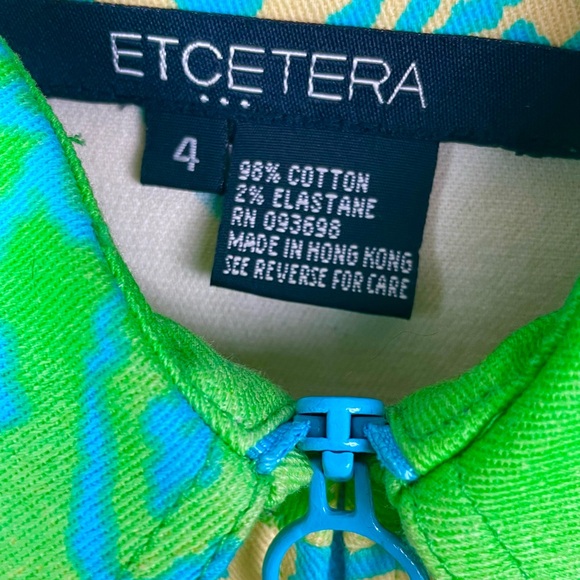 ETCETERA
4
98% COTTON
2% ELASTANE
RN 093698
MADE IN HONG KONG
SEE REVERSE FOR CARE